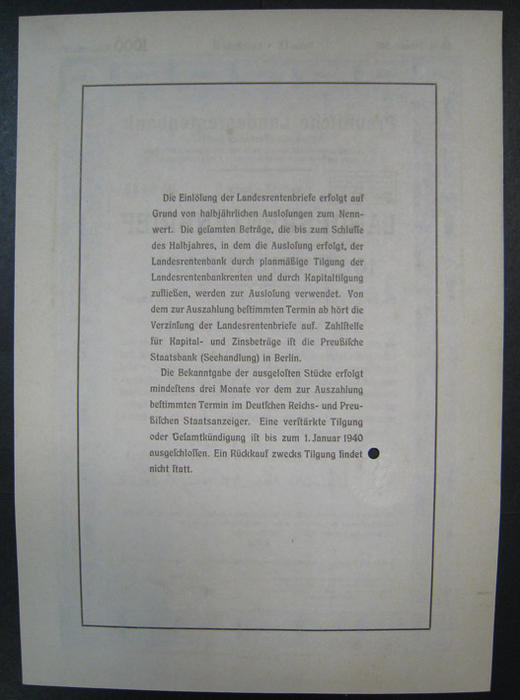 Die Einlöſung der Landesrentenbriefe erfolgt auf
Grund von halbjährlichen Ausloſungen zum Nenn-
wert. Die geſamten Beträge, die bis zum Schluſſe
des Halbjahres, in dem die Ausloſung erfolgt, der
Landesrentenbank durch planmäßige Tilgung der
Landesrentenbankrenten und durch Kapitaltilgung
zufließen, werden zur Ausloſung verwendet. Von
dem zur Auszahlung beſtimmten Termin ab hört die
Verzinſung der Landesrentenbriefe auf. Zahlſtelle
für Kapital- und Zinsbeträge iſt die Preußiſche
Staatsbank (Seehandlung) in Berlin.
Die Bekanntgabe der ausgeloſten Stücke erfolgt
mindeſtens drei Monate vor dem zur Auszahlung
beſtimmten Termin im Deutſchen Reichs- und Preu-
ßiſchen Staatsanzeiger. Eine verſtärkte Tilgung
oder Geſamtkündigung iſt bis zum 1. Januar 1940
ausgeſchloſſen. Ein Rückkauf zwecks Tilgung findet
nicht ſtatt.